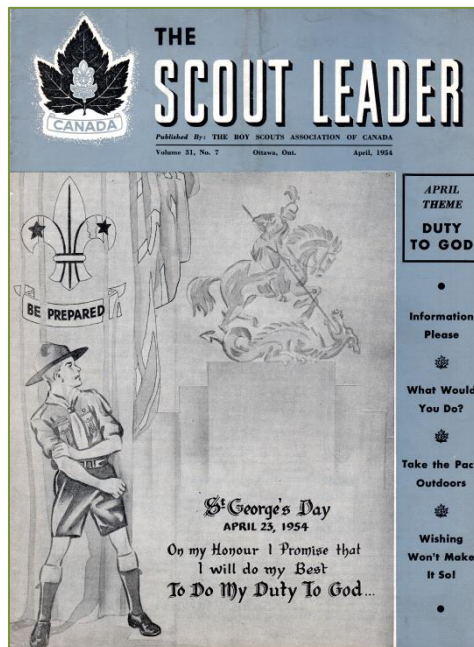 CANADA
THE
SCOUT LEADER
Published By: THE BOY SCOUTS ASSOCIATION OF CANADA
Volume 31, No. 7 Ottawa, Ont. April, 1954
BE PREPARED
St George's Day
APRIL 23, 1954
On my Honour I Promise that
I will do my Best
To Do My Duty To God...
APRIL
THEME
DUTY
TO GOD
Information
Please
What Would
You Do?
Take the Pac
Outdoors
Wishing
Won't Make
It So!